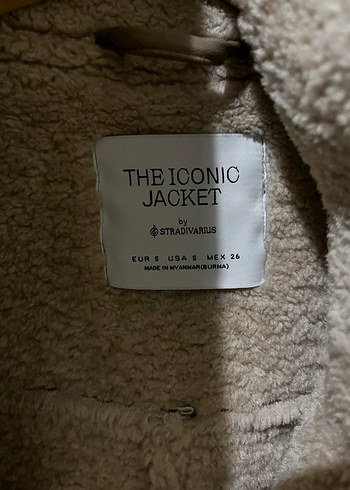 THE ICONIC
JACKET
by
STRADIVARIUS
EUR S USA S MEX 26
MADE IN MYANMAR(BURMA)